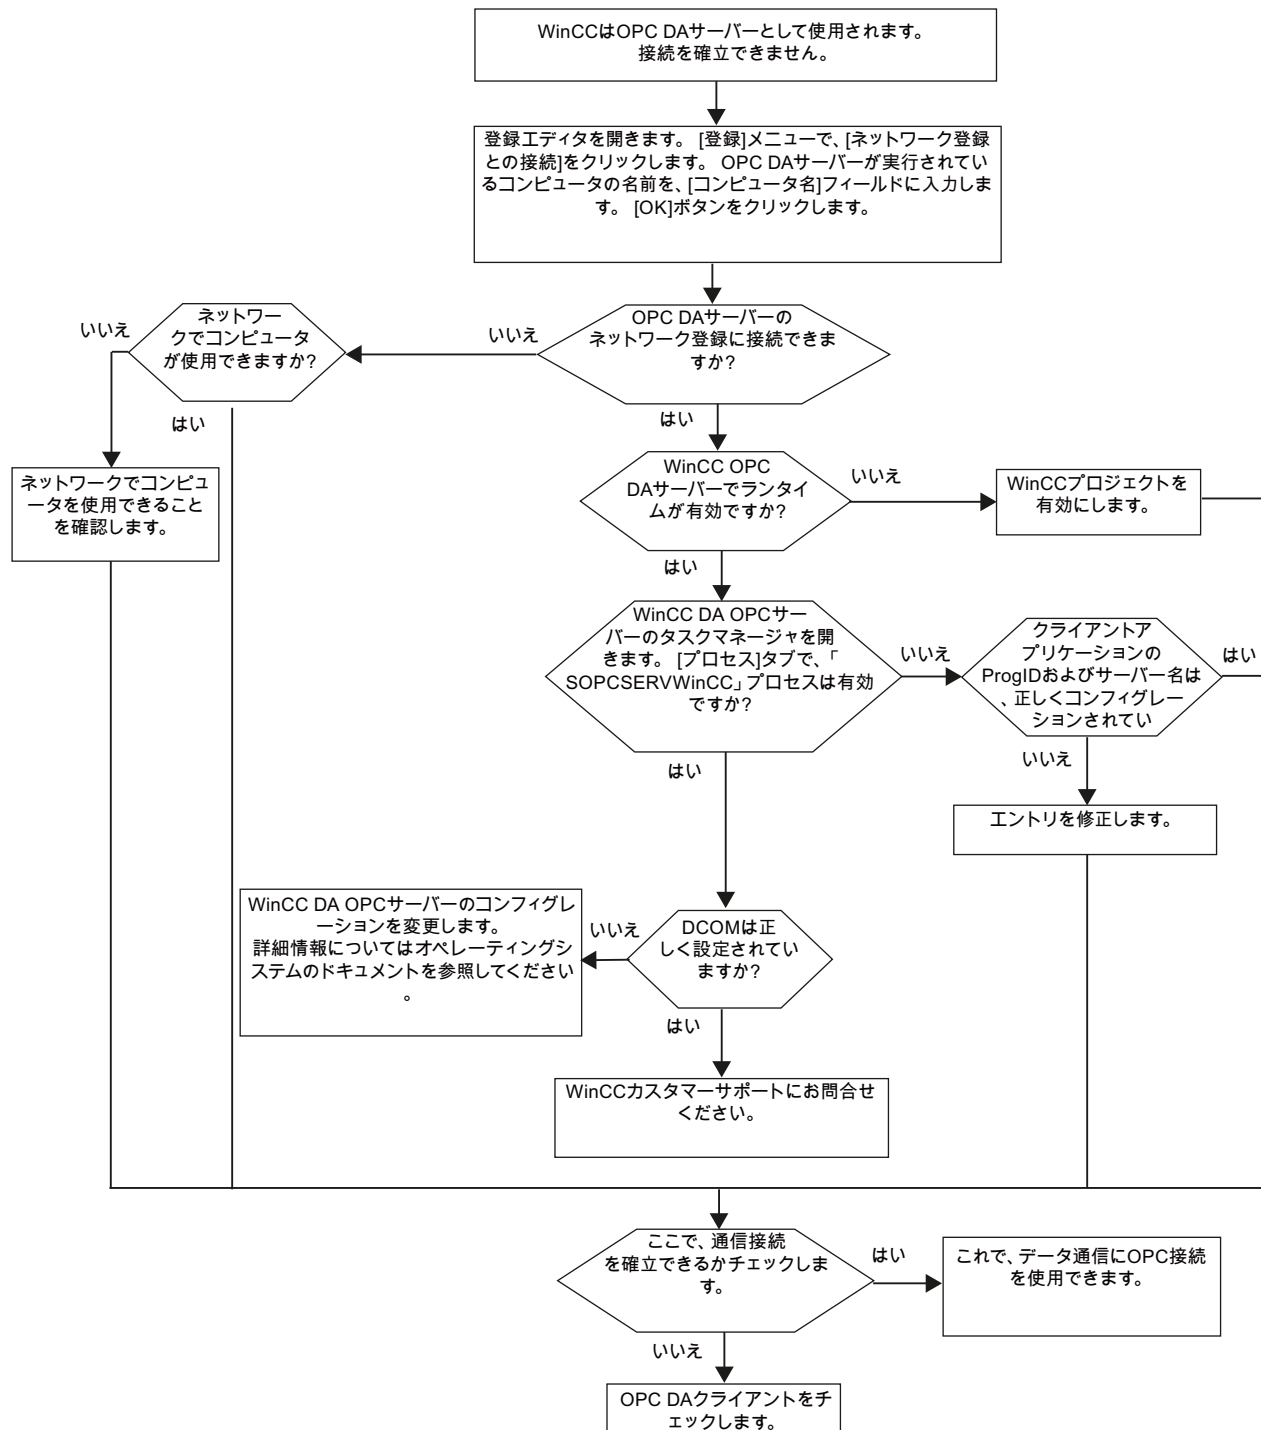 WinCCはOPC DAサーバーとして使用されます。
接続を確立できません。
登録エディタを開きます。 [登録]メニューで、[ネットワーク登録
との接続]をクリックします。 OPC DAサーバーが実行されてい
るコンピュータの名前を、[コンピュータ名]フィールドに入力しま
す。 [OK]ボタンをクリックします。
ネットワー
クでコンピュータ
が使用できますか?
いいえ
いいえ
OPC DAサーバーの
ネットワーク登録に接続できま
すか?
はい
はい
ネットワークでコンピュ
ータを使用できること
を確認します。
WinCC OPC
DAサーバーでランタイ
ムが有効ですか?
いいえ
WinCCプロジェクトを
有効にします。
はい
WinCC DA OPCサー
バーのタスクマネージャを開
きます。 [プロセス]タブで、「
SOPCSERVWinCC」プロセスは有効
ですか?
いいえ
クライアントア
プリケーションの
ProgIDおよびサーバー名は
、正しくコンフィグレー
ションされてい
はい
はい
いいえ
エントリを修正します。
WinCC DA OPCサーバーのコンフィグレ
ーションを変更します。
詳細情報についてはオペレーティングシ
ステムのドキュメントを参照してください
。
いいえ
DCOMは正
しく設定されてい
ますか?
はい
WinCCカスタマーサポートにお問合せ
ください。
ここで、通信接続
を確立できるかチェックしま
す。
はい
これで、データ通信にOPC接続
を使用できます。
いいえ
OPC DAクライアントをチ
ェックします。